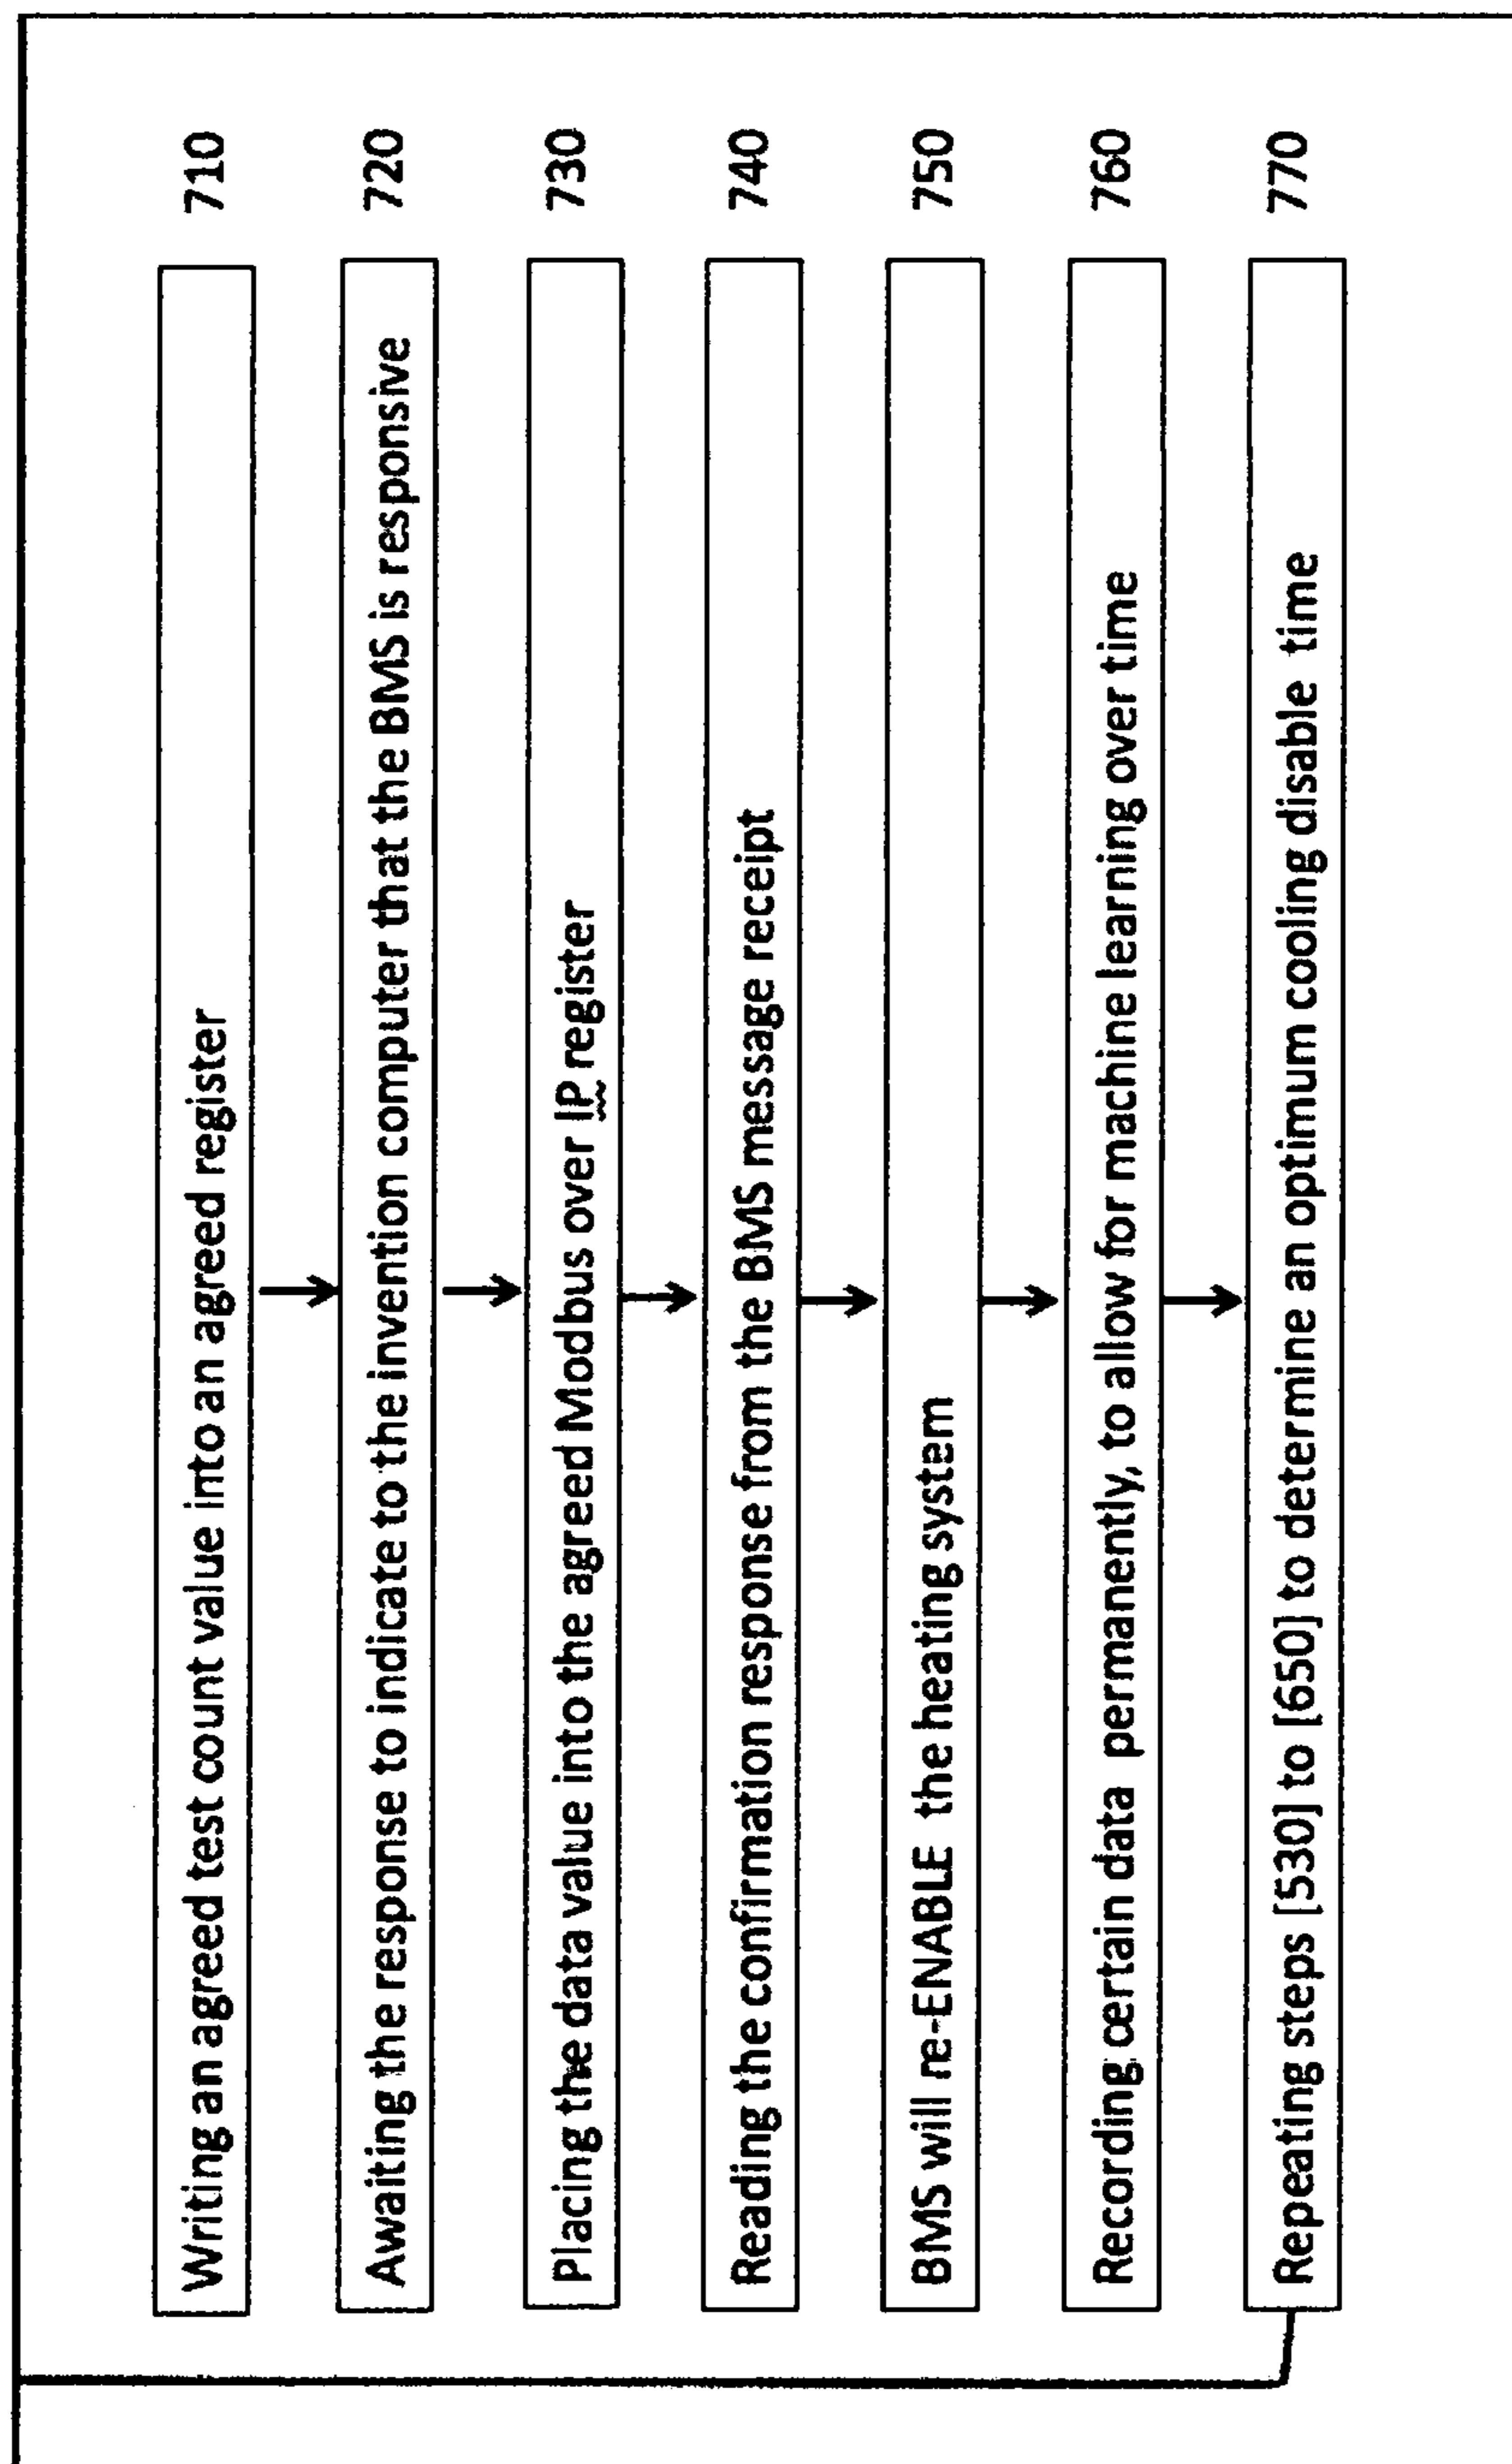 Writing an agreed test count value into an agreed register 710
Awaiting the response to indicate to the invention computer that the BMS is responsive 720
Placing the data value into the agreed Modbus over IP register 730
Reading the confirmation response from the BMS message receipt 740
BMS will re-ENABLE the heating system 750
Recording certain data permanently, to allow for machine learning over time 760
Repeating steps [530] to [650] to determine an optimum cooling disable time 770